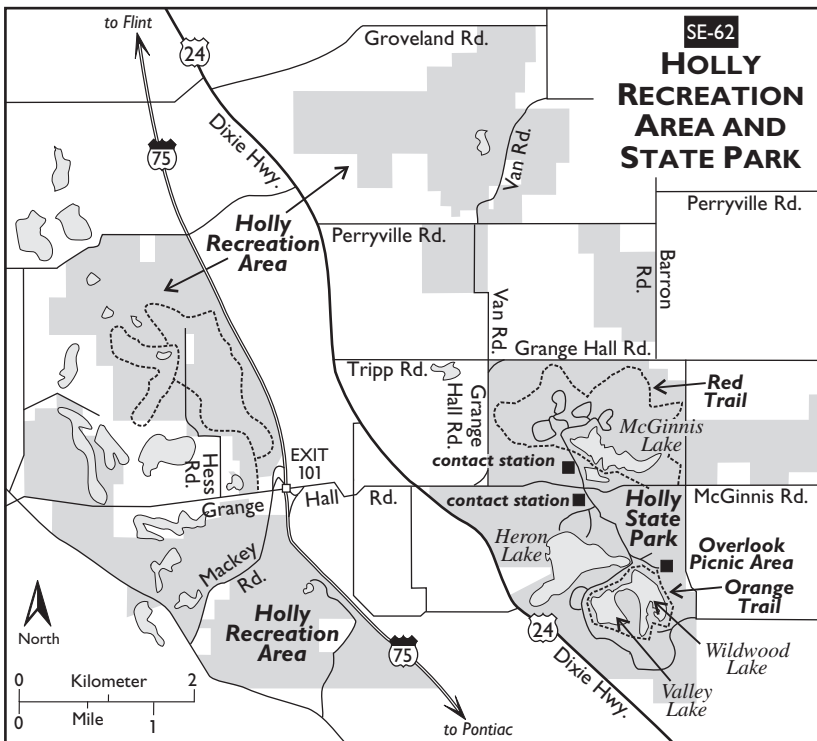 to Flint
24
Groveland Rd.
SE-62
HOLLY
RECREATION
AREA AND
STATE PARK
75
Dixie Hwy.
Van Rd.
Perryville Rd.
Holly
Recreation
Area
Perryville Rd.
Barron
Rd.
Van Rd.
Grange Hall Rd.
Tripp Rd.
Grange
Hall Rd.
Red
Trail
McGinnis
Lake
EXIT
101
contact station
Hess
Rd.
Grange
Hall
Rd.
contact station
Holly
State
Park
McGinnis Rd.
Heron
Lake
Overlook
Picnic Area
Orange
Trail
Mackey
Rd.
Holly
Recreation
Area
North
24
Dixie Hwy.
Wildwood
Lake
Valley
Lake
75
0
Kilometer
2
0
Mile
1
to Pontiac